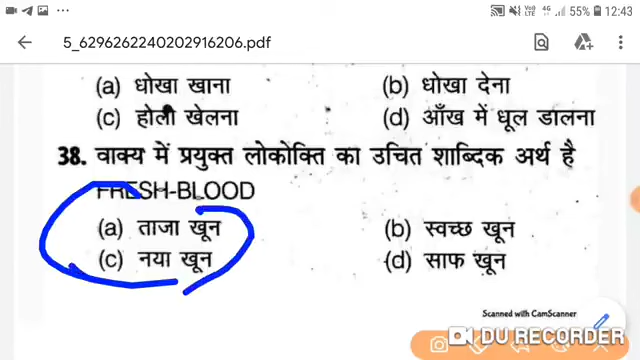 55% 12:43
5_6296262240202916206.pdf
(a) धोखा खाना (b) धोखा देना
(c) होली खेलना (d) आँख में धूल डालना
38. वाक्य में प्रयुक्त लोकोक्ति का उचित शाब्दिक अर्थ है
FRESH-BLOOD
(a) ताजा खून (b) स्वच्छ खून
(c) नया खून (d) साफ खून
Scanned with CamScanner
DU RECORDER